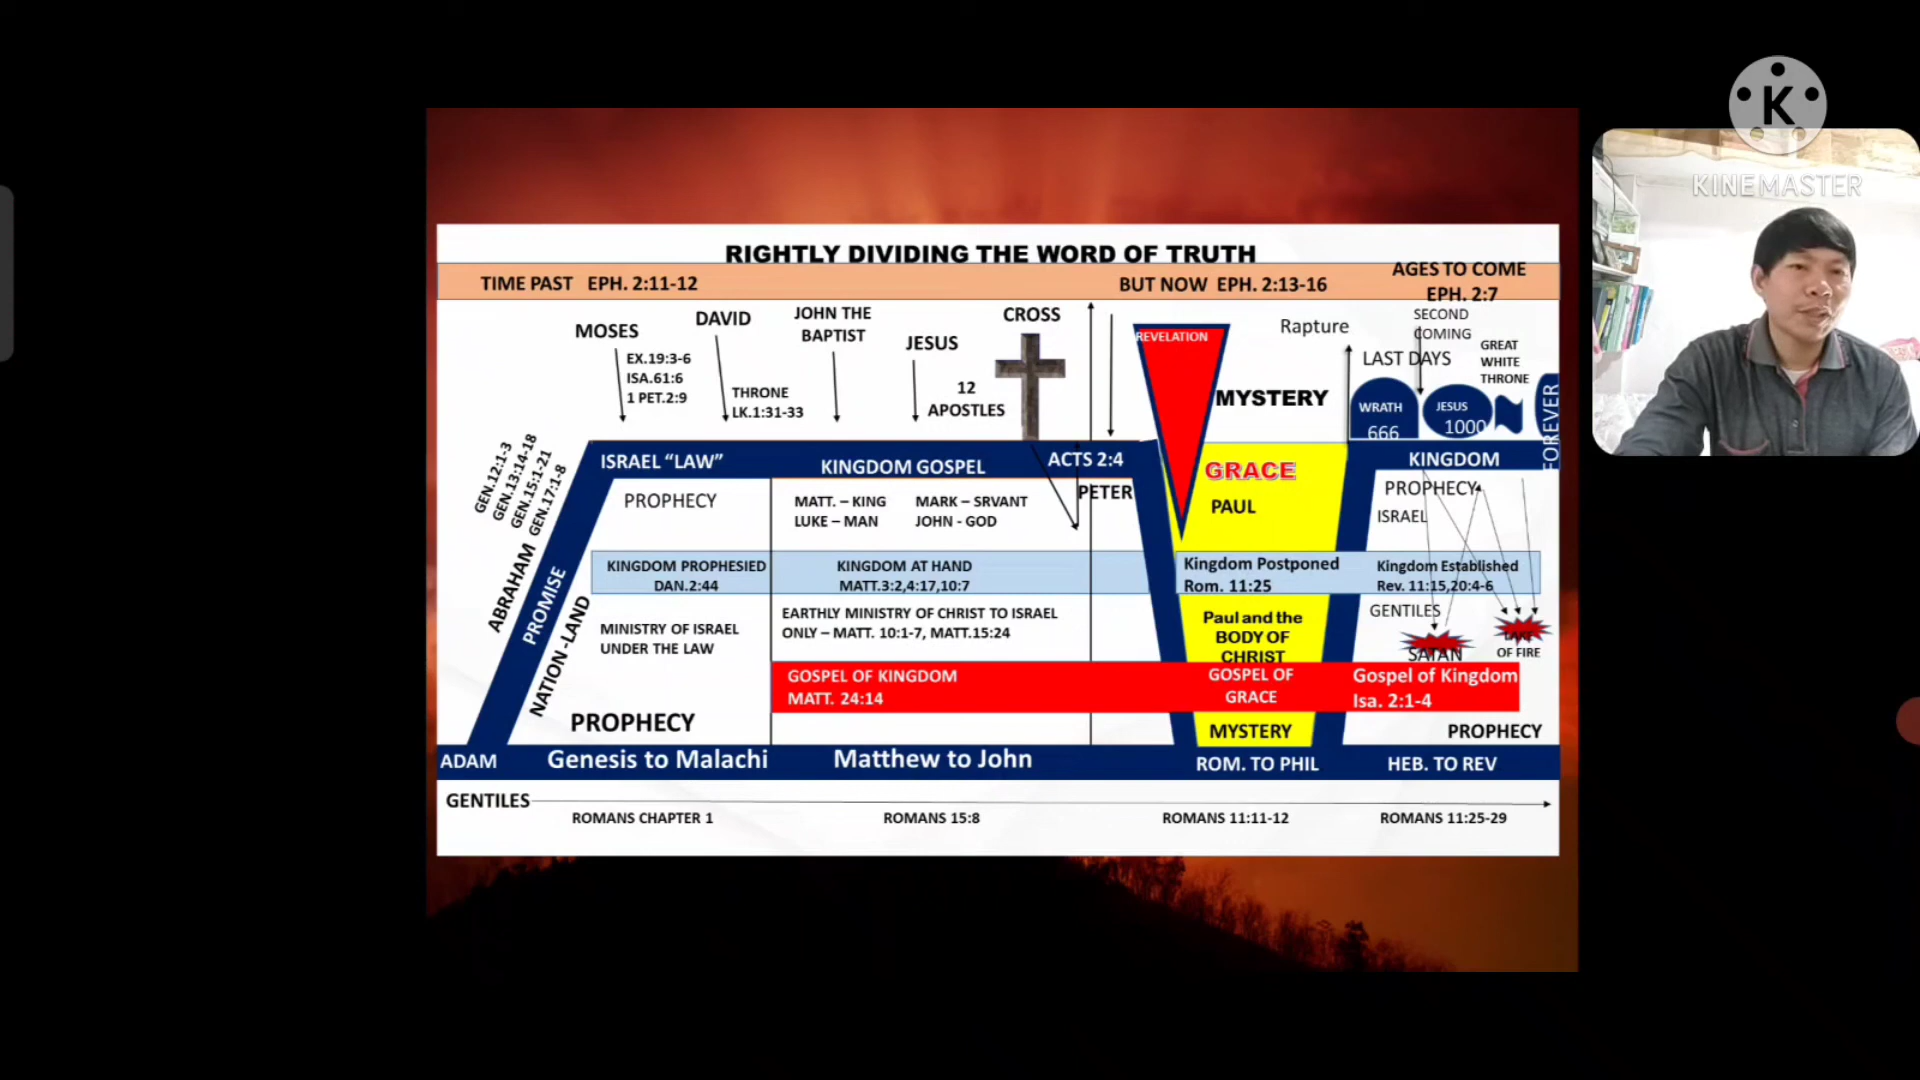 K
KINEMASTER
RIGHTLY DIVIDING THE WORD OF TRUTH
TIME PAST EPH. 2:11-12
BUT NOW EPH. 2:13-16
AGES TO COME
EPH. 2:7
MOSES
EX.19:3-6
ISA.61:6
1 PET.2:9
DAVID
THRONE
LK.1:31-33
JOHN THE
BAPTIST
JESUS
12
APOSTLES
CROSS
REVELATION
MYSTERY
Rapture
SECOND
COMING
LAST DAYS
GREAT
WHITE
THRONE
WRATH
666
JESUS
1000
FOREVER
GEN.12:1-3
GEN.13:14-18
GEN.15:1-21
GEN.17:1-8
ABRAHAM
PROMISE
NATION -LAND
ISRAEL “LAW”
KINGDOM GOSPEL
ACTS 2:4
PETER
GRACE
PAUL
KINGDOM
PROPHECY
ISRAEL
PROPHECY
MATT. – KING
MARK – SRVANT
LUKE – MAN
JOHN - GOD
KINGDOM PROPHESIED
DAN.2:44
KINGDOM AT HAND
MATT.3:2,4:17,10:7
Kingdom Postponed
Rom. 11:25
Kingdom Established
Rev. 11:15,20:4-6
MINISTRY OF ISRAEL
UNDER THE LAW
EARTHLY MINISTRY OF CHRIST TO ISRAEL
ONLY – MATT. 10:1-7, MATT.15:24
Paul and the
BODY OF
CHRIST
GENTILES
SATAN
LAKE
OF FIRE
GOSPEL OF KINGDOM
MATT. 24:14
GOSPEL OF
GRACE
Gospel of Kingdom
Isa. 2:1-4
PROPHECY
MYSTERY
PROPHECY
ADAM
Genesis to Malachi
Matthew to John
ROM. TO PHIL
HEB. TO REV
GENTILES
ROMANS CHAPTER 1
ROMANS 15:8
ROMANS 11:11-12
ROMANS 11:25-29